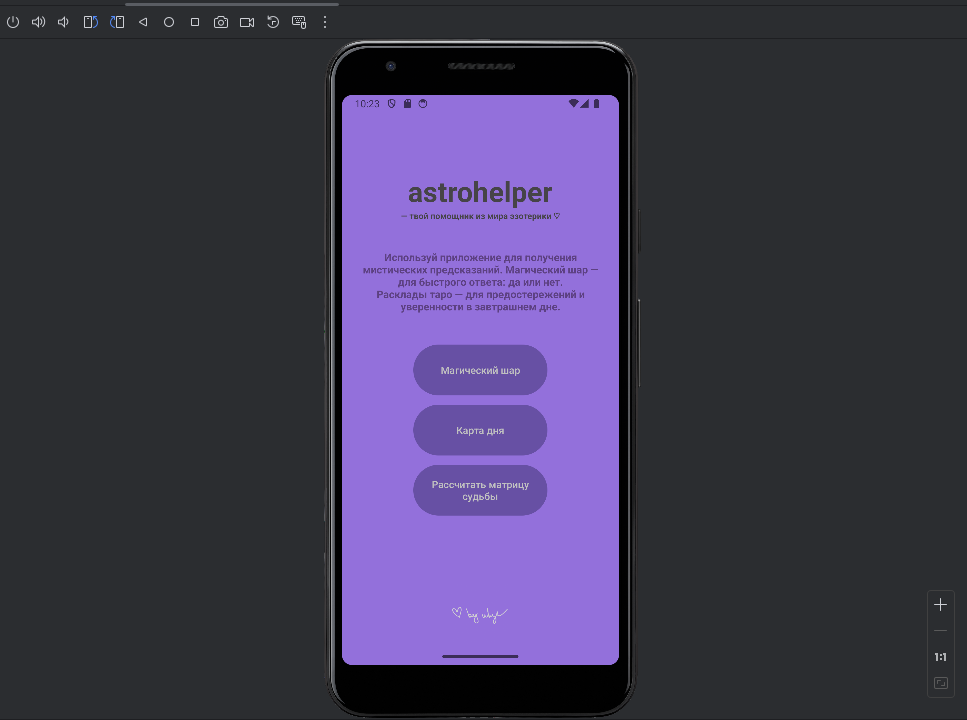 10:23
astrohelper
— твой помощник из мира эзотерики ♡
Используй приложение для получения
мистических предсказаний. Магический шар —
для быстрого ответа: да или нет.
Расклады таро — для предостережений и
уверенности в завтрашнем дне.
Магический шар
Карта дня
Рассчитать матрицу
судьбы
♡ by
1:1